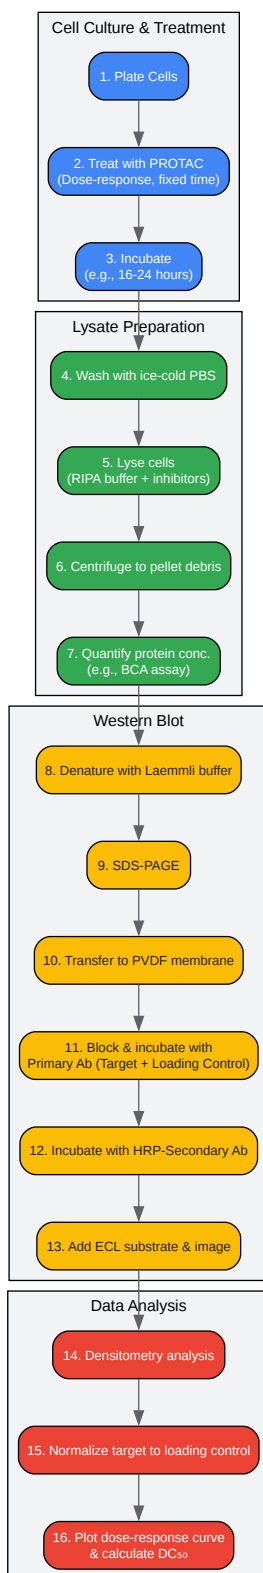 Cell Culture & Treatment
1. Plate Cells
2. Treat with PROTAC
(Dose-response, fixed time)
3. Incubate
(e.g., 16-24 hours)
Lysate Preparation
4. Wash with ice-cold PBS
5. Lyse cells
(RIPA buffer + inhibitors)
6. Centrifuge to pellet debris
7. Quantify protein conc.
(e.g., BCA assay)
Western Blot
8. Denature with Laemmli buffer
9. SDS-PAGE
10. Transfer to PVDF membrane
11. Block & incubate with
Primary Ab (Target + Loading Control)
12. Incubate with HRP-Secondary Ab
13. Add ECL substrate & image
Data Analysis
14. Densitometry analysis
15. Normalize target to loading control
16. Plot dose-response curve
& calculate DC₅₀